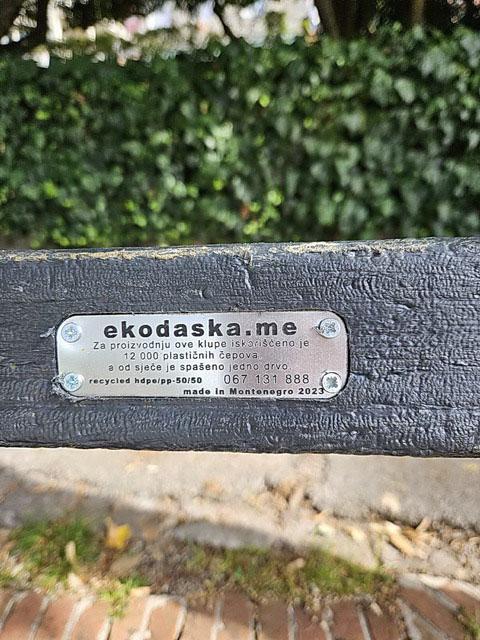 ekodaska.me
Za proizvodnju ove klupe iskorišćeno je
12 000 plastičnih čepova
a od sječe je spašeno jedno drvo.
recycled hdpe/pp-50/50 067 131 888
made in Montenegro 2023